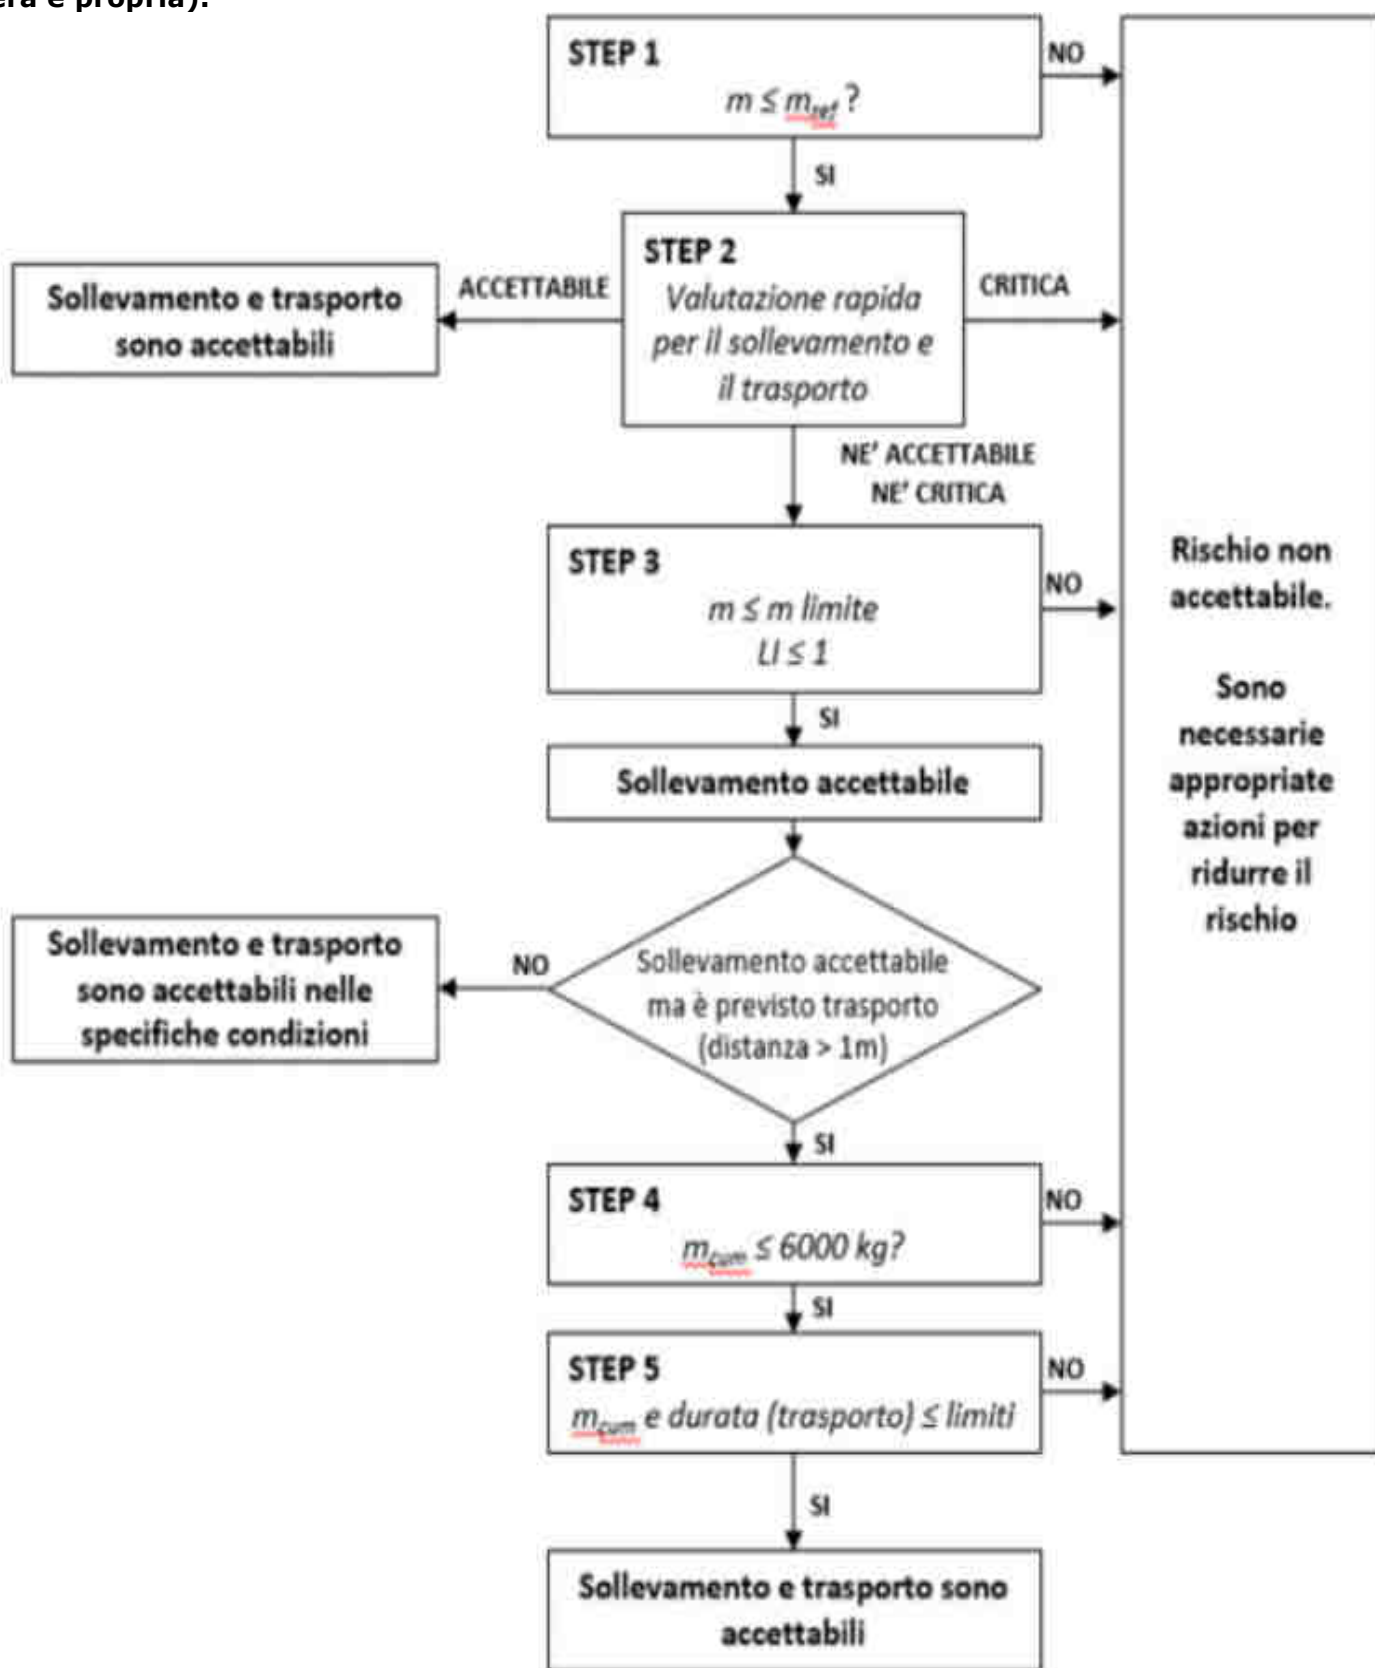 era e propria).
STEP 1
NO
m ≤ mref ?
SI
STEP 2
Valutazione rapida
per il sollevamento e
il trasporto
ACCETTABILE
CRITICA
Sollevamento e trasporto
sono accettabili
NE' ACCETTABILE
NE' CRITICA
STEP 3
m ≤ m limite
LI ≤ 1
NO
Rischio non
accettabile.
Sono
necessarie
appropriate
azioni per
ridurre il
rischio
SI
Sollevamento accettabile
Sollevamento accettabile
ma è previsto trasporto
(distanza > 1m)
NO
Sollevamento e trasporto
sono accettabili nelle
specifiche condizioni
SI
STEP 4
NO
mcum ≤ 6000 kg?
SI
STEP 5
NO
mcum e durata (trasporto) ≤ limiti
SI
Sollevamento e trasporto sono
accettabili